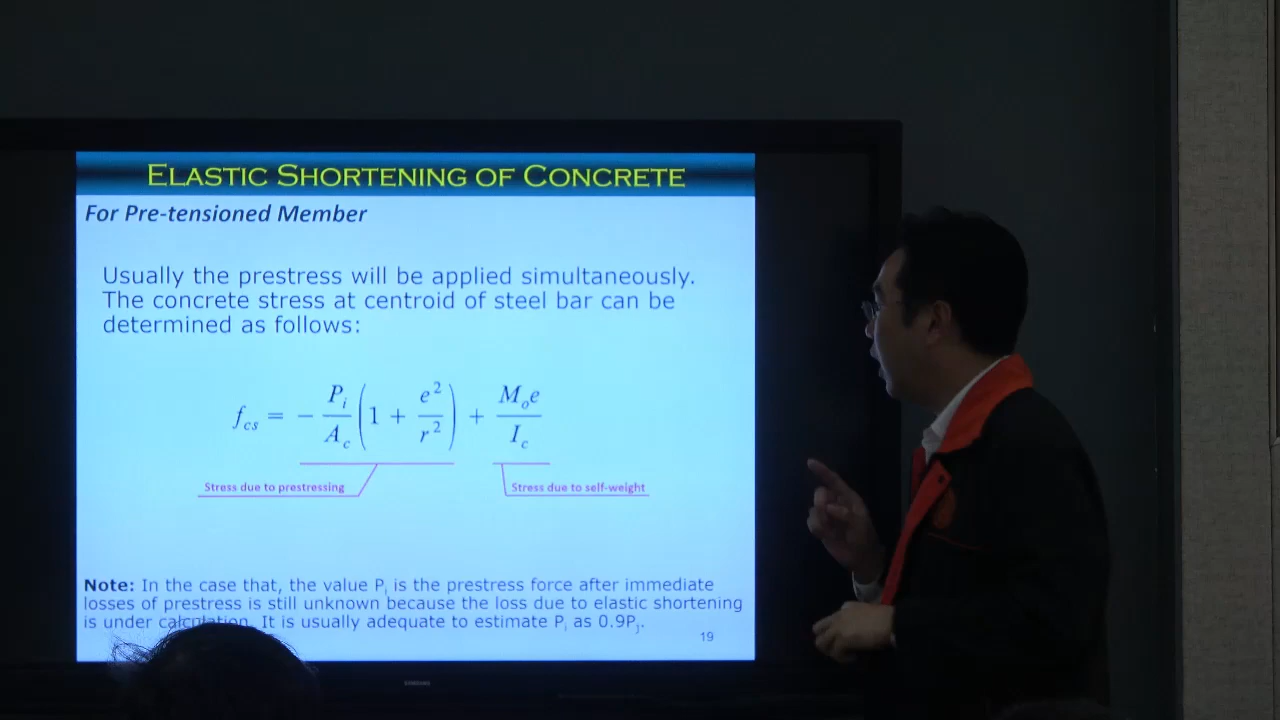 ELASTIC SHORTENING OF CONCRETE
For Pre-tensioned Member
Usually the prestress will be applied simultaneously.
The concrete stress at centroid of steel bar can be
determined as follows:
f_cs = − P_i/A_c (1 + e²/r²) + M_o e/I_c
Stress due to prestressing
Stress due to self-weight
Note: In the case that, the value P_i is the prestress force after immediate
losses of prestress is still unknown because the loss due to elastic shortening
is under calculation. It is usually adequate to estimate P_i as 0.9P_j.
19
SAMSUNG